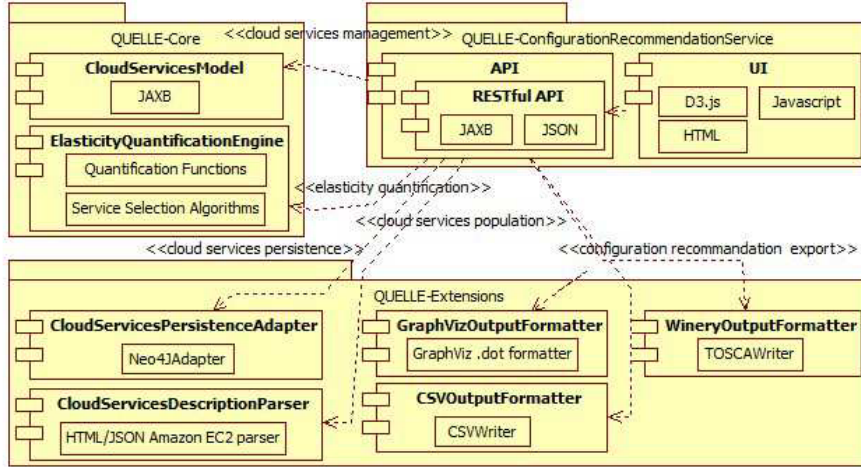 QUELLE-Core
<<cloud services management>>
QUELLE-ConfigurationRecommendationService
CloudServicesModel
JAXB
API
RESTful API
JAXB
JSON
UI
D3.js
Javascript
HTML
ElasticityQuantificationEngine
Quantification Functions
Service Selection Algorithms
<<elasticity quantification>>
<<cloud services population>>
<<cloud services persistence>>
<<configuration recommandation export>>
QUELLE-Extensions
CloudServicesPersistenceAdapter
Neo4JAdapter
GraphVizOutputFormatter
GraphViz .dot formatter
WineryOutputFormatter
TOSCAWriter
CloudServicesDescriptionParser
HTML/JSON Amazon EC2 parser
CSVOutputFormatter
CSVWriter